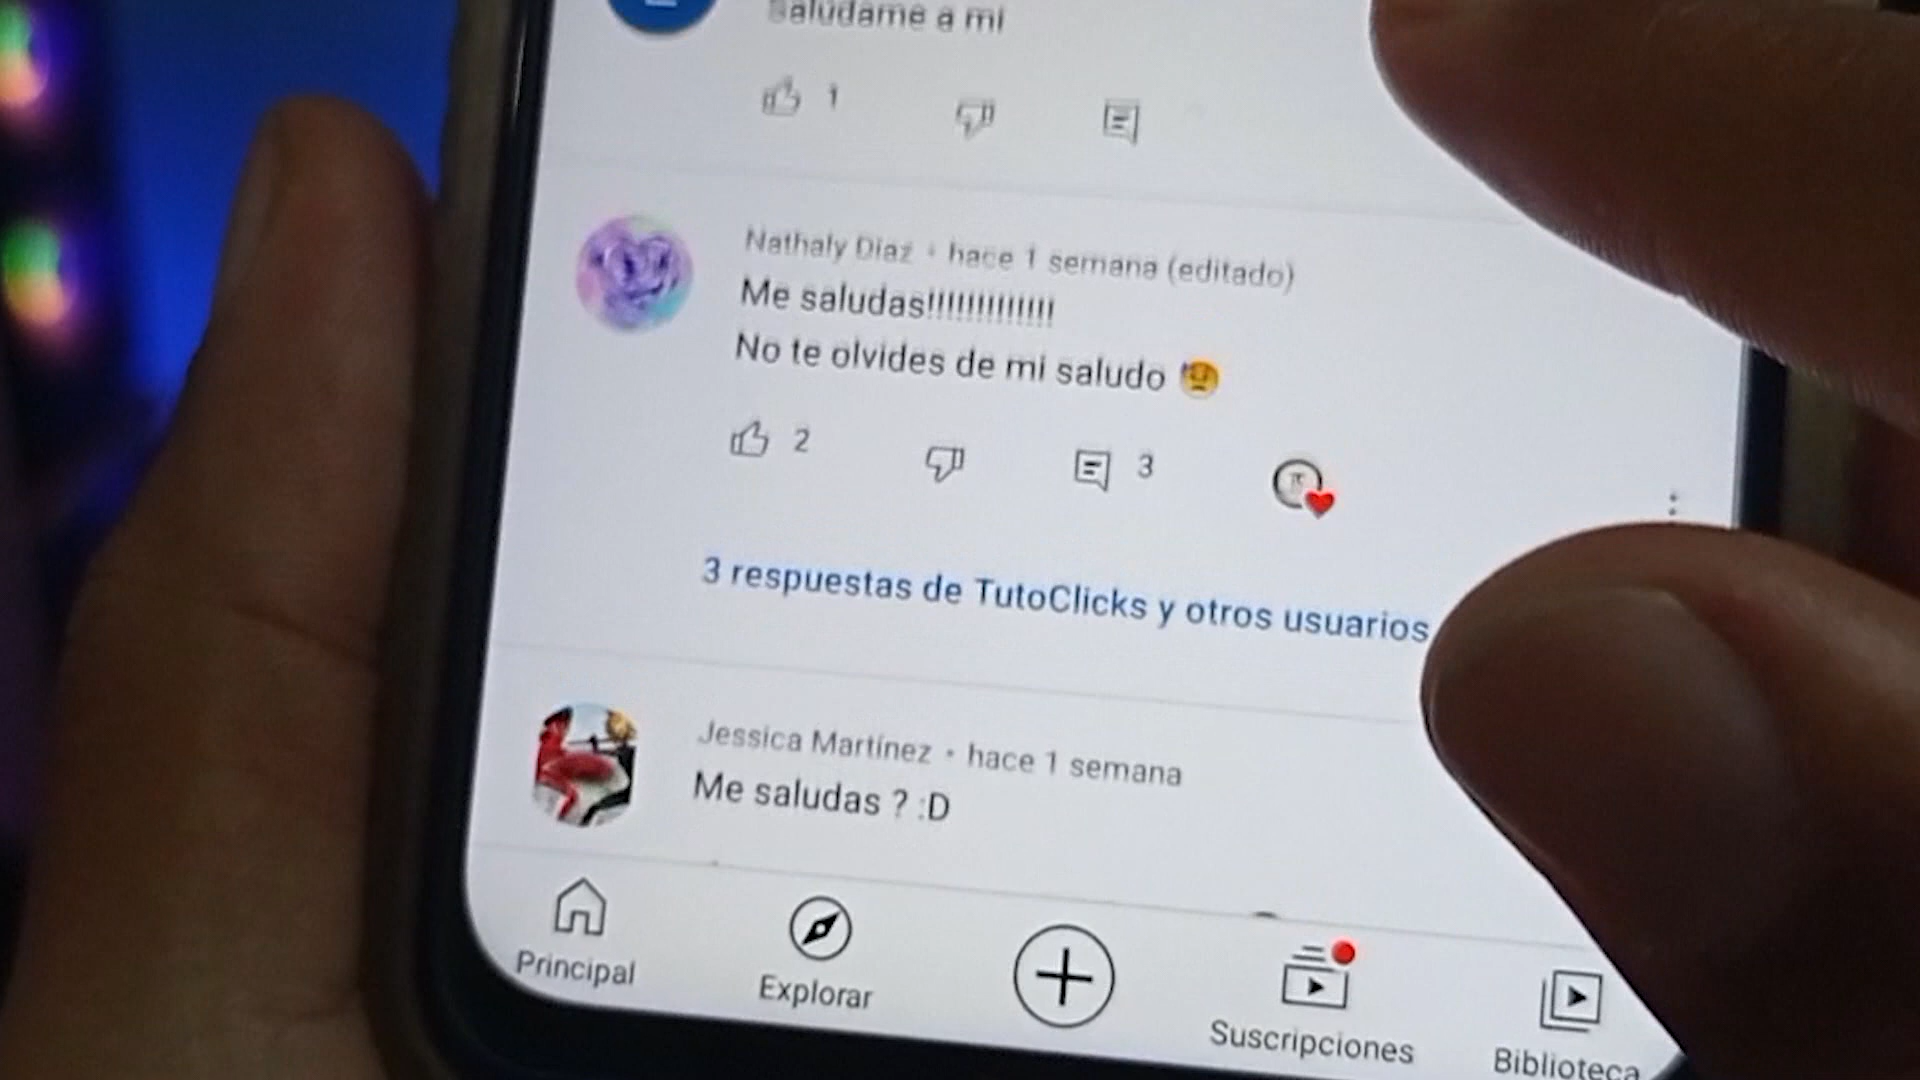 Saludame a mi
1
Nathaly Diaz • hace 1 semana (editado)
Me saludas!!!!!!!!!!!!!!
No te olvides de mi saludo 🥺
2
3
3 respuestas de TutoClicks y otros usuarios
Jessica Martínez • hace 1 semana
Me saludas ? :D
Principal
Explorar
Suscripciones
Biblioteca